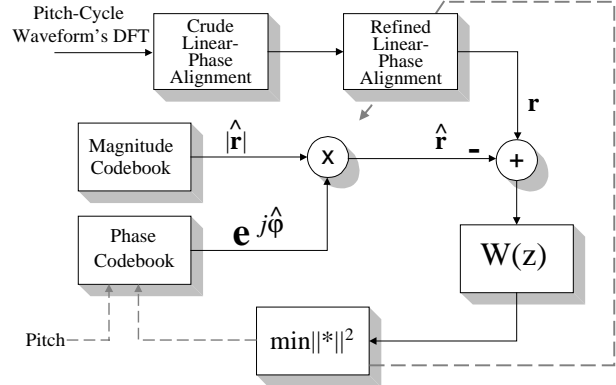 Pitch-Cycle
Waveform's DFT
Crude
Linear-
Phase
Alignment
Refined
Linear-
Phase
Alignment
r
Magnitude
Codebook
|r̂|
X
r̂
-
+
Phase
Codebook
e^{jφ̂}
W(z)
Pitch
min||*||²